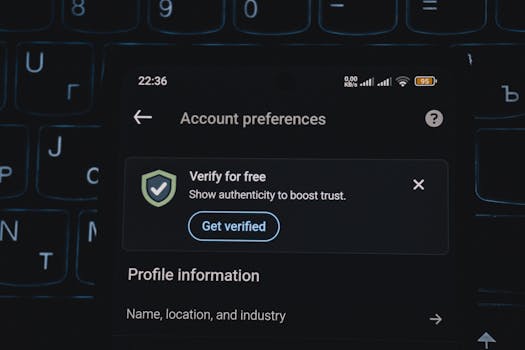 8
9
0
-
=
U
Г
Ъ
J
N
Т
22:36
0,00
KB/s
95
Account preferences
?
Verify for free
Show authenticity to boost trust.
Get verified
Profile information
Name, location, and industry